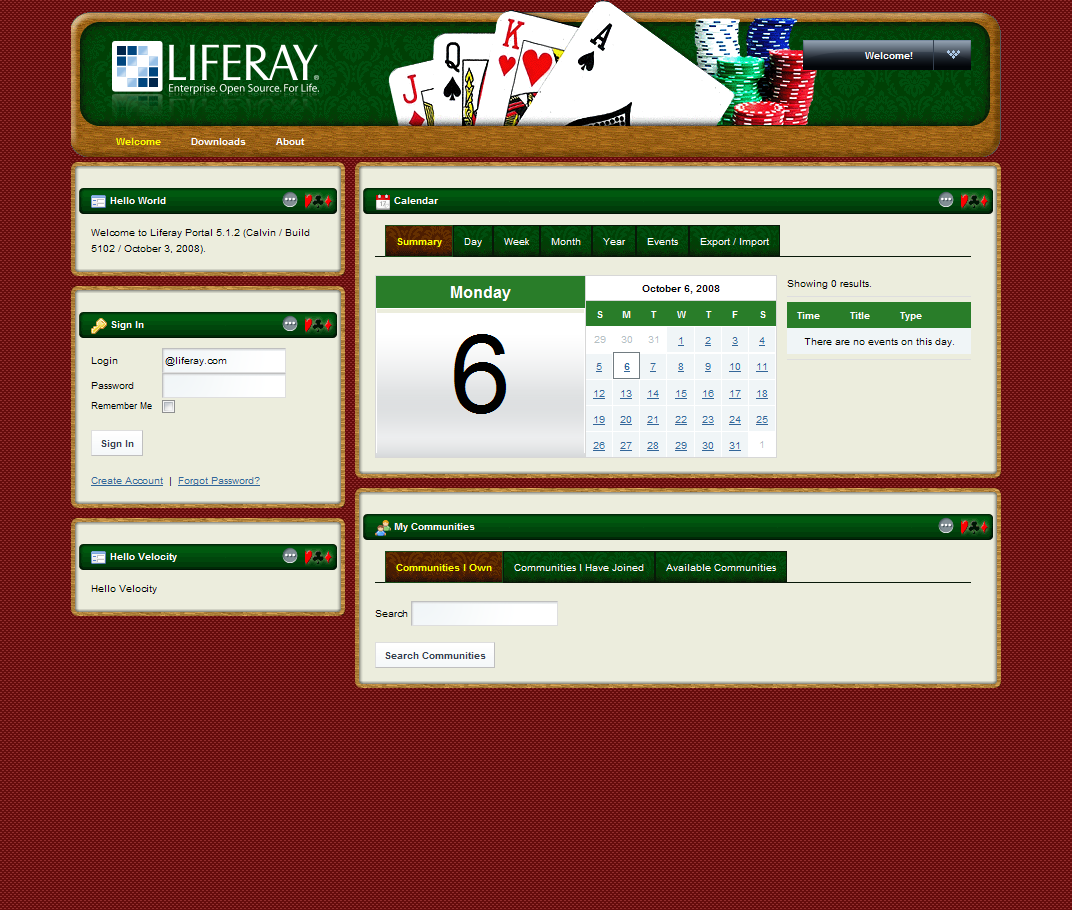 LIFERAY®
Enterprise. Open Source. For Life.
J
Q
K
A
Welcome!
Welcome Downloads About
Hello World
Welcome to Liferay Portal 5.1.2 (Calvin / Build
5102 / October 3, 2008).
Sign In
Login @liferay.com
Password
Remember Me
Sign In
Create Account | Forgot Password?
Hello Velocity
Hello Velocity
Calendar
Summary Day Week Month Year Events Export / Import
Monday
6
October 6, 2008
S M T W T F S
29 30 31 1 2 3 4
5 6 7 8 9 10 11
12 13 14 15 16 17 18
19 20 21 22 23 24 25
26 27 28 29 30 31 1
Showing 0 results.
Time Title Type
There are no events on this day.
My Communities
Communities I Own Communities I Have Joined Available Communities
Search
Search Communities